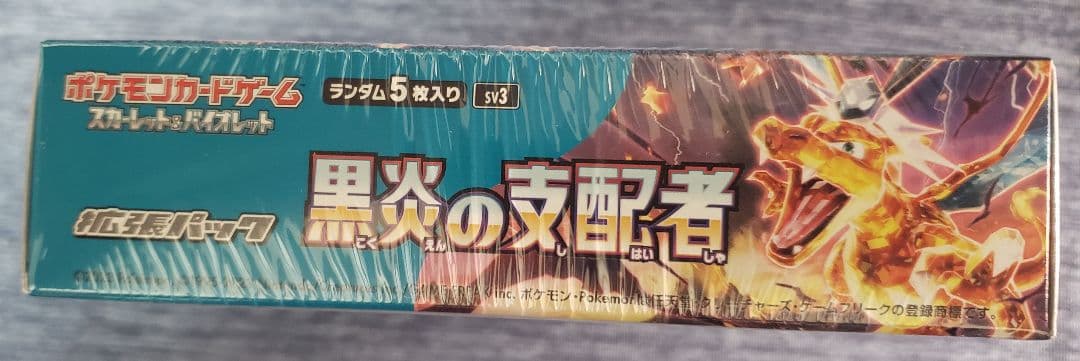 ポケモンカードゲーム
スカーレット&バイオレット
ランダム5枚入り
sv3
拡張パック
黒炎の支配者
こく えん し はい しゃ
Inc. ポケモン・Pokémonは任天堂・クリーチャーズ・ゲームフリークの登録商標です。